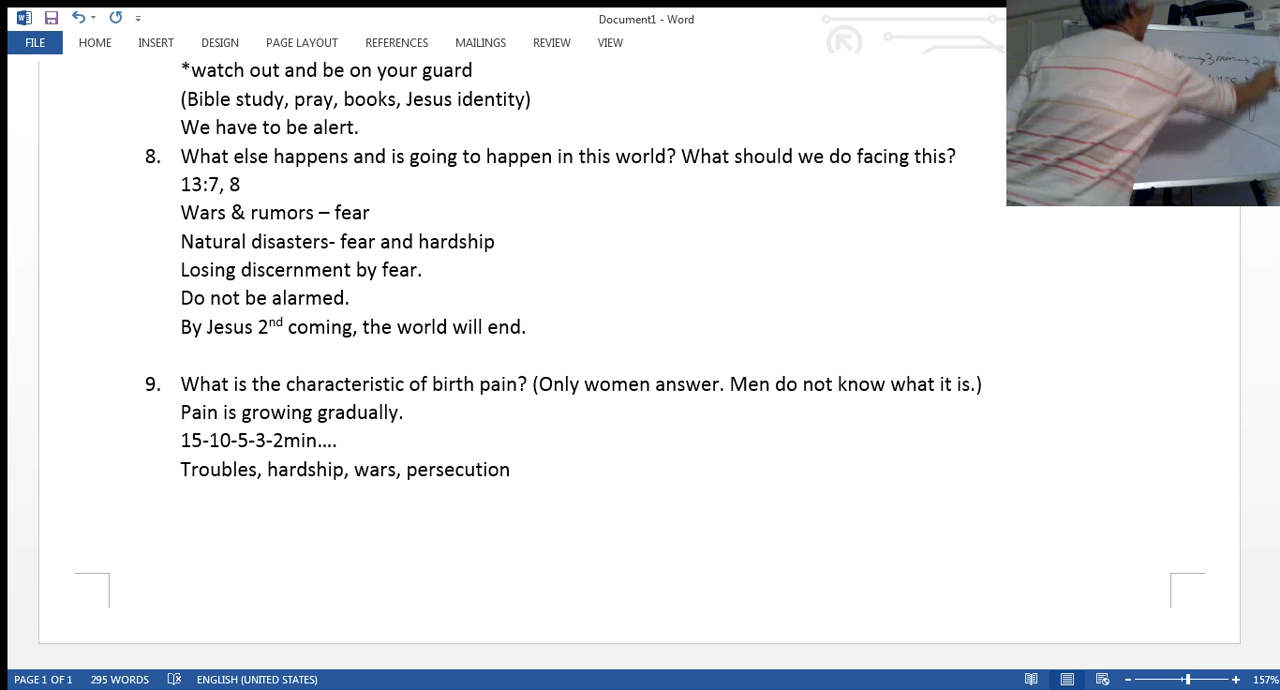 Document1 - Word
FILE HOME INSERT DESIGN PAGE LAYOUT REFERENCES MAILINGS REVIEW VIEW
*watch out and be on your guard
(Bible study, pray, books, Jesus identity)
We have to be alert.
8. What else happens and is going to happen in this world? What should we do facing this?
13:7, 8
Wars & rumors – fear
Natural disasters- fear and hardship
Losing discernment by fear.
Do not be alarmed.
By Jesus 2nd coming, the world will end.
9. What is the characteristic of birth pain? (Only women answer. Men do not know what it is.)
Pain is growing gradually.
15-10-5-3-2min....
Troubles, hardship, wars, persecution
3 min → 2
PAGE 1 OF 1 295 WORDS ENGLISH (UNITED STATES) 157%